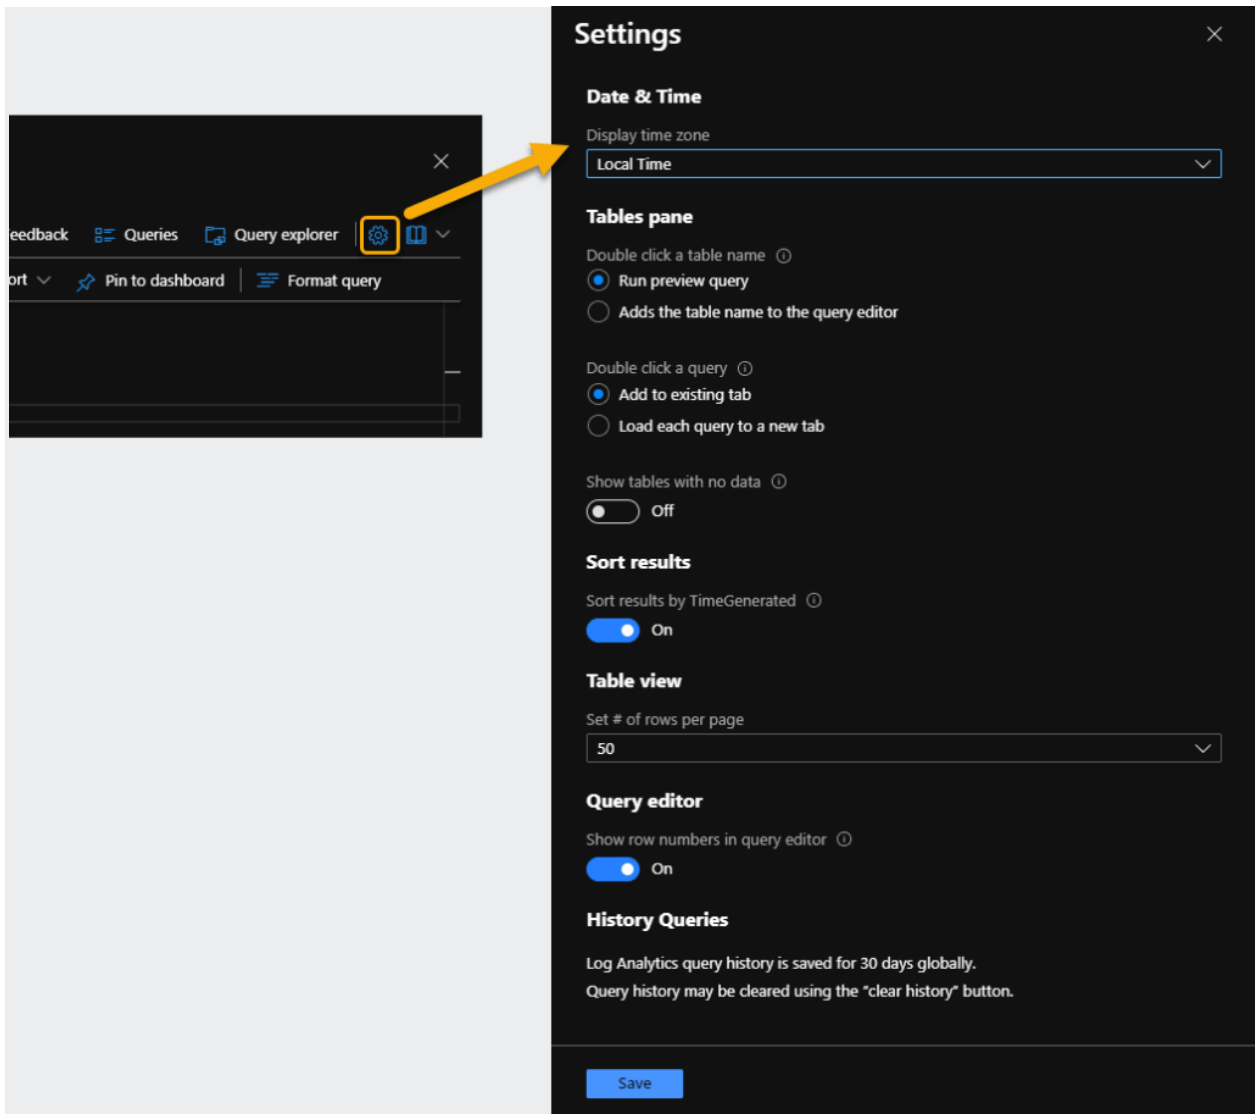 eedback Queries Query explorer
ort Pin to dashboard Format query
Settings
Date & Time
Display time zone
Local Time
Tables pane
Double click a table name
Run preview query
Adds the table name to the query editor
Double click a query
Add to existing tab
Load each query to a new tab
Show tables with no data
Off
Sort results
Sort results by TimeGenerated
On
Table view
Set # of rows per page
50
Query editor
Show row numbers in query editor
On
History Queries
Log Analytics query history is saved for 30 days globally.
Query history may be cleared using the "clear history" button.
Save